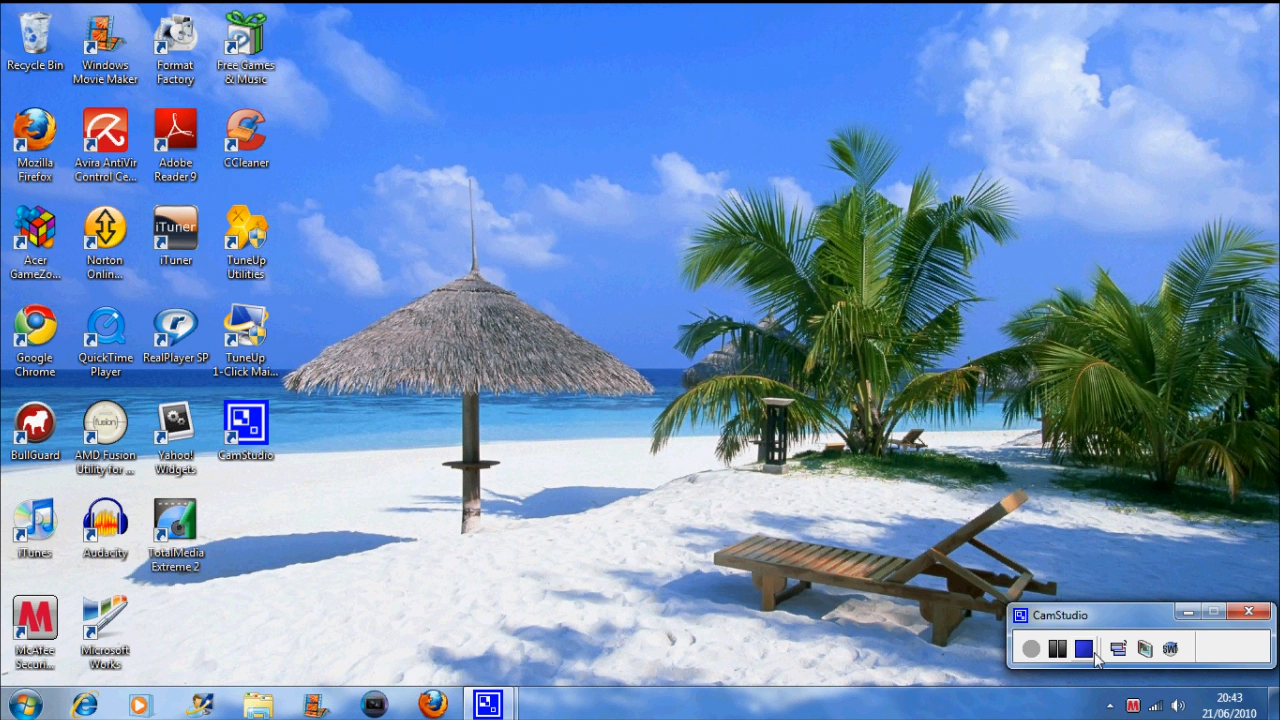 Recycle Bin
Windows
Movie Maker
Format
Factory
Free Games
& Music
Mozilla
Firefox
Avira AntiVir
Control Ce...
Adobe
Reader 9
CCleaner
Acer
GameZo...
Norton
Onlin...
iTuner
iTuner
TuneUp
Utilities
Google
Chrome
QuickTime
Player
RealPlayer SP
TuneUp
1-Click Mai...
BullGuard
fusion
AMD Fusion
Utility for ...
Yahoo!
Widgets
CamStudio
iTunes
Audacity
TotalMedia
Extreme 2
McAfee
Securi...
Microsoft
Works
CamStudio
SWF
20:43
21/06/2010